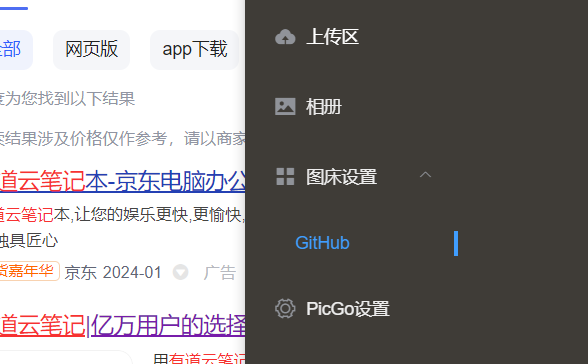 全部 网页版 app下载
度为您找到以下结果
索结果涉及价格仅作参考，请以商家
道云笔记本-京东电脑办公
道云笔记本,让您的娱乐更快,更愉快,
独具匠心
货嘉年华 京东 2024-01 广告
道云笔记|亿万用户的选择
用有道云笔记
上传区
相册
图床设置
GitHub
PicGo设置